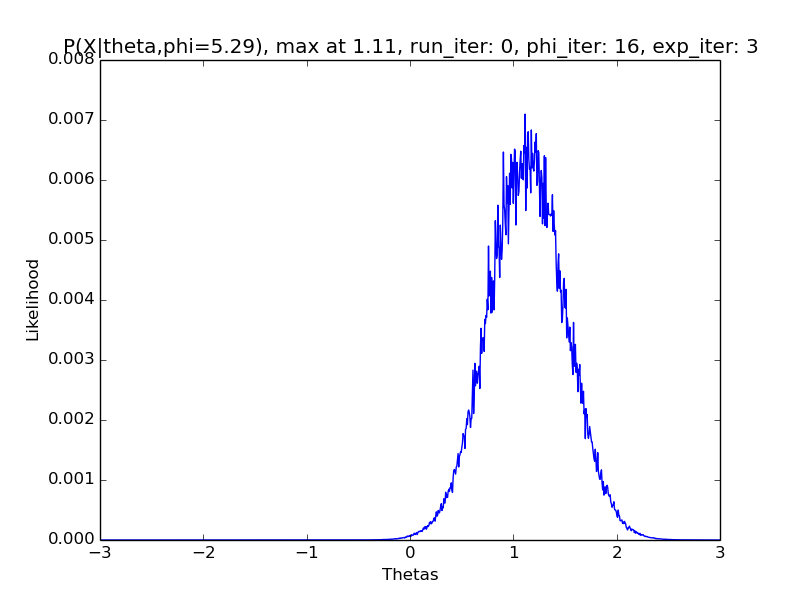 P(X|theta,phi=5.29), max at 1.11, run_iter: 0, phi_iter: 16, exp_iter: 3
0.008
0.007
0.006
0.005
0.004
0.003
0.002
0.001
0.000
Likelihood
−3 −2 −1 0 1 2 3
Thetas